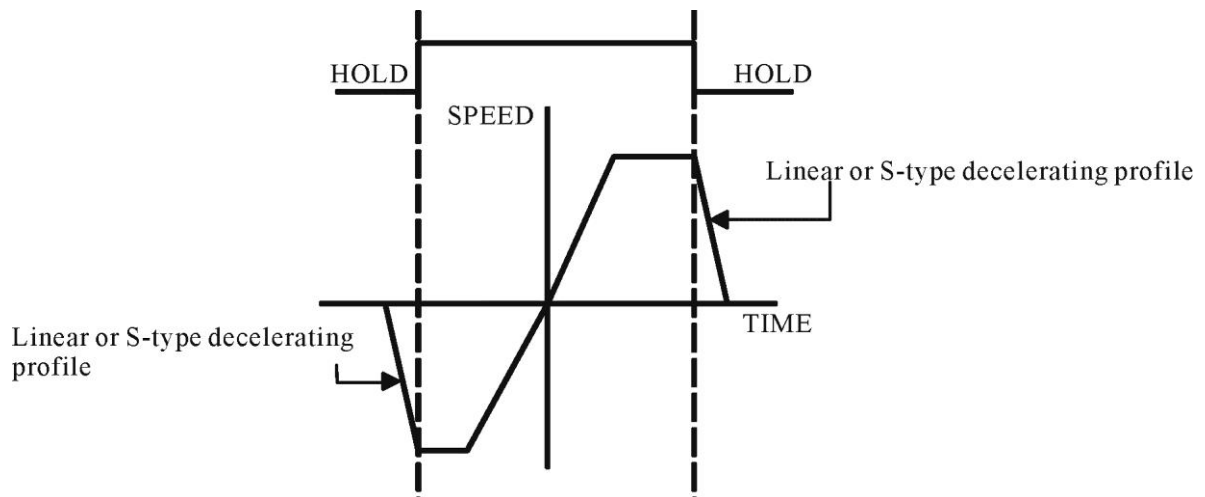 HOLD
HOLD
SPEED
Linear or S-type decelerating profile
TIME
Linear or S-type decelerating
profile